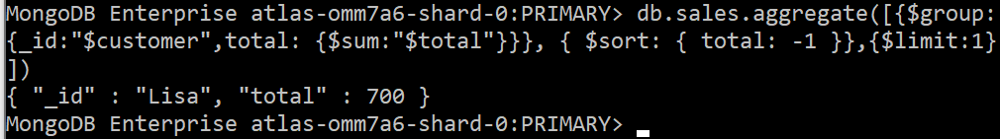 MongoDB Enterprise atlas-omm7a6-shard-0:PRIMARY> db.sales.aggregate([{$group:
{_id:"$customer",total: {$sum:"$total"}}}, { $sort: { total: -1 }},{$limit:1}
])
{ "_id" : "Lisa", "total" : 700 }
MongoDB Enterprise atlas-omm7a6-shard-0:PRIMARY>